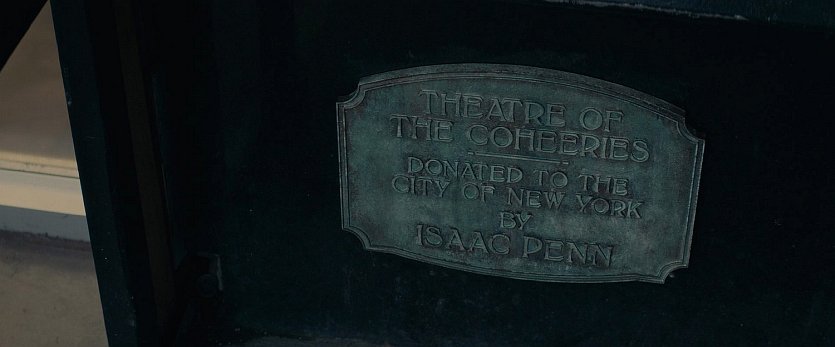 THEATRE OF
THE COHEERIES
DONATED TO THE
CITY OF NEW YORK
BY
ISAAC PENN